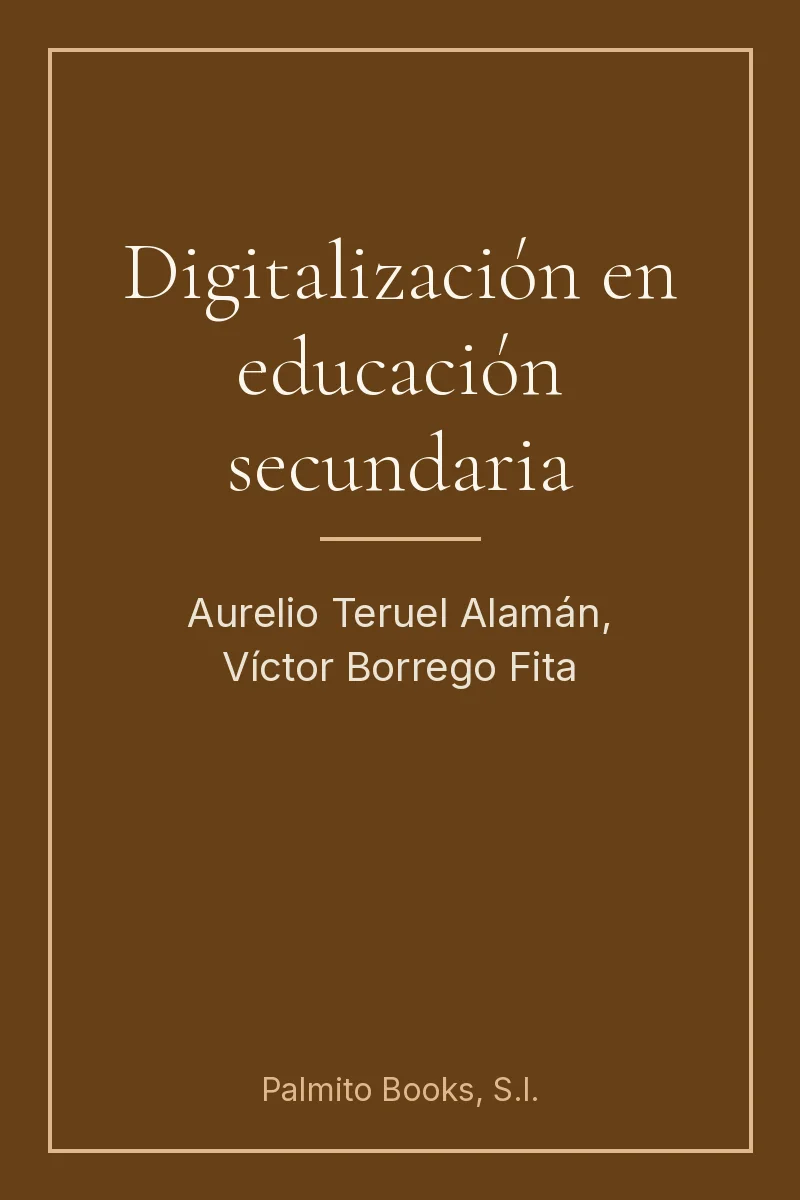 Digitalización en
educación
secundaria
Aurelio Teruel Alamán,
Víctor Borrego Fita
Palmito Books, S.l.